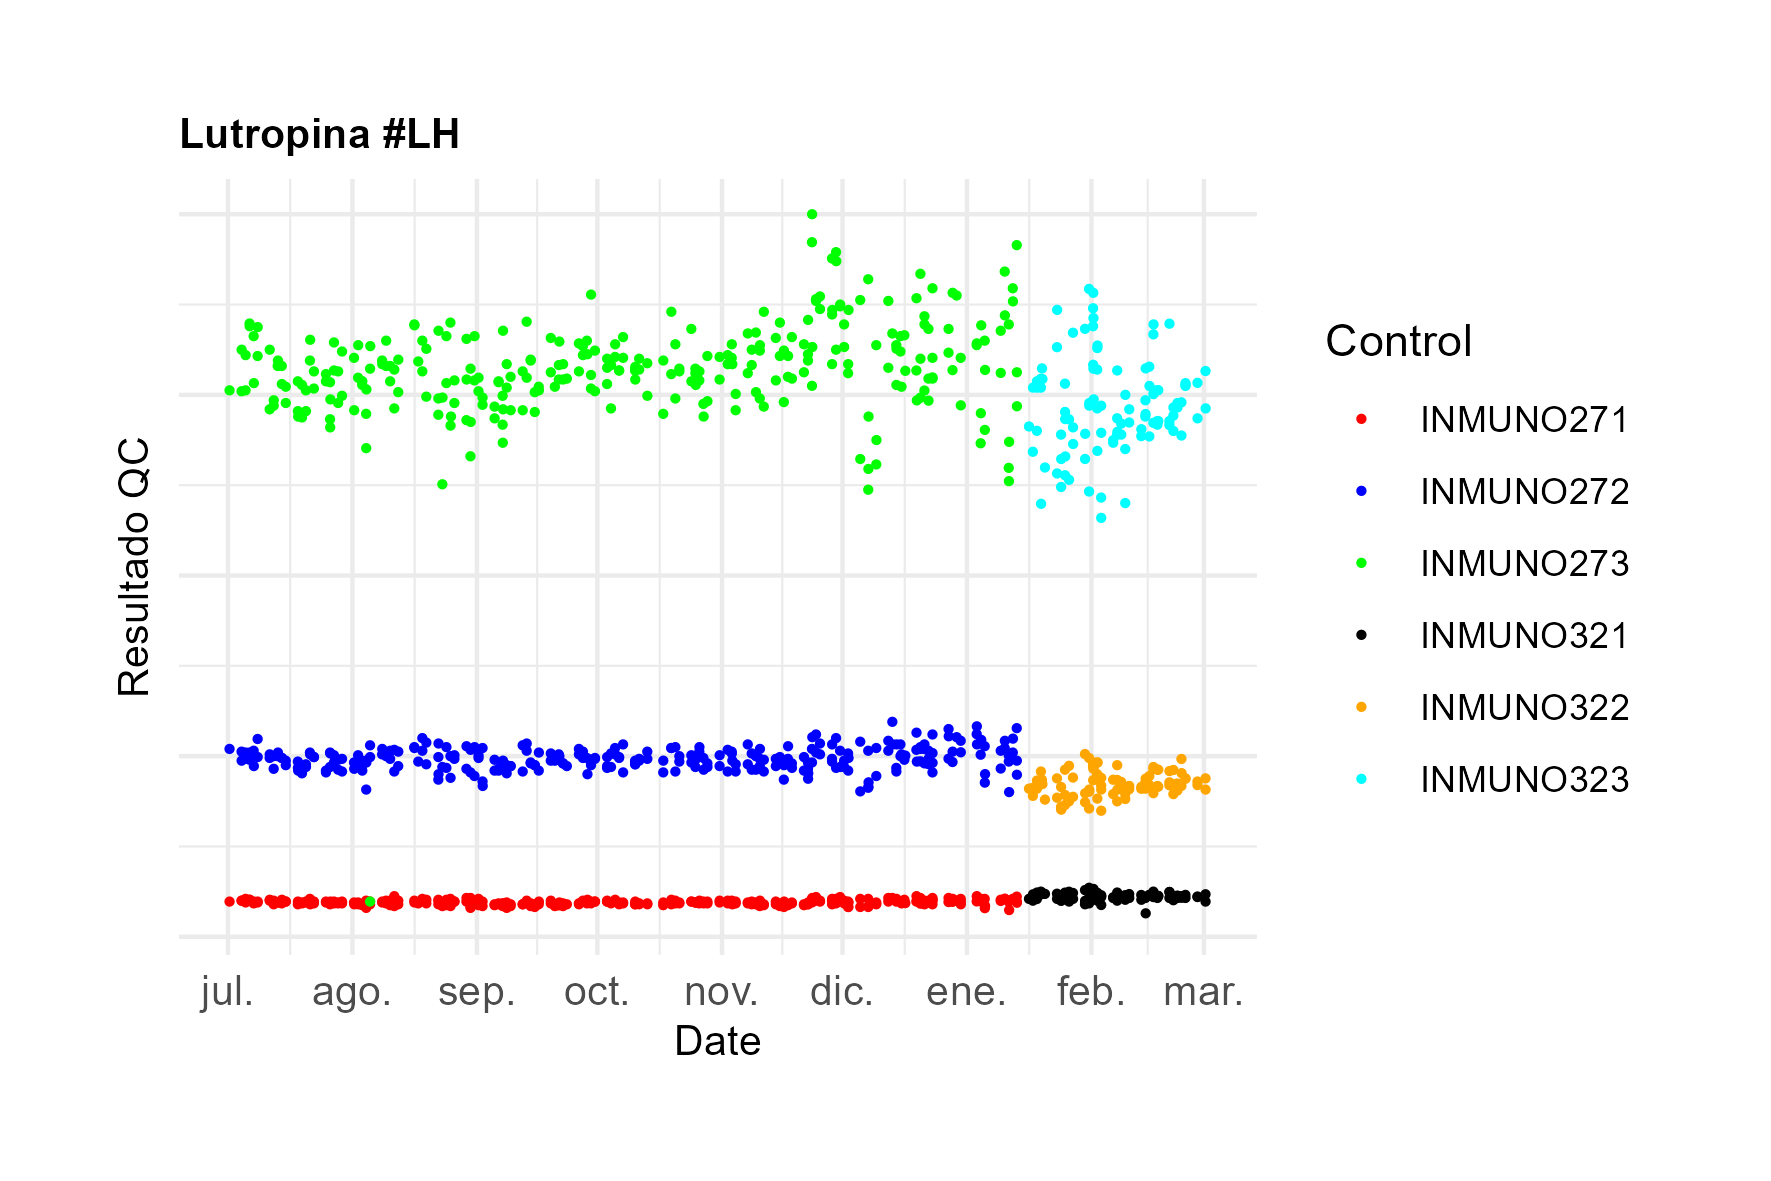 Lutropina #LH
Resultado QC
jul. ago. sep. oct. nov. dic. ene. feb. mar.
Date
Control
INMUNO271
INMUNO272
INMUNO273
INMUNO321
INMUNO322
INMUNO323